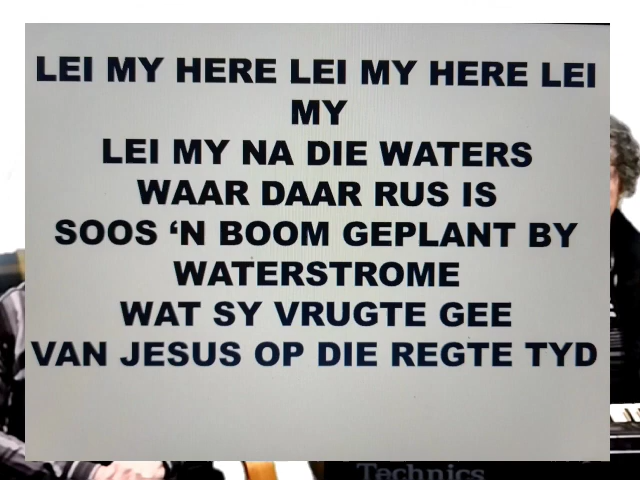 LEI MY HERE LEI MY HERE LEI
MY
LEI MY NA DIE WATERS
WAAR DAAR RUS IS
SOOS ‘N BOOM GEPLANT BY
WATERSTROME
WAT SY VRUGTE GEE
VAN JESUS OP DIE REGTE TYD
Technics